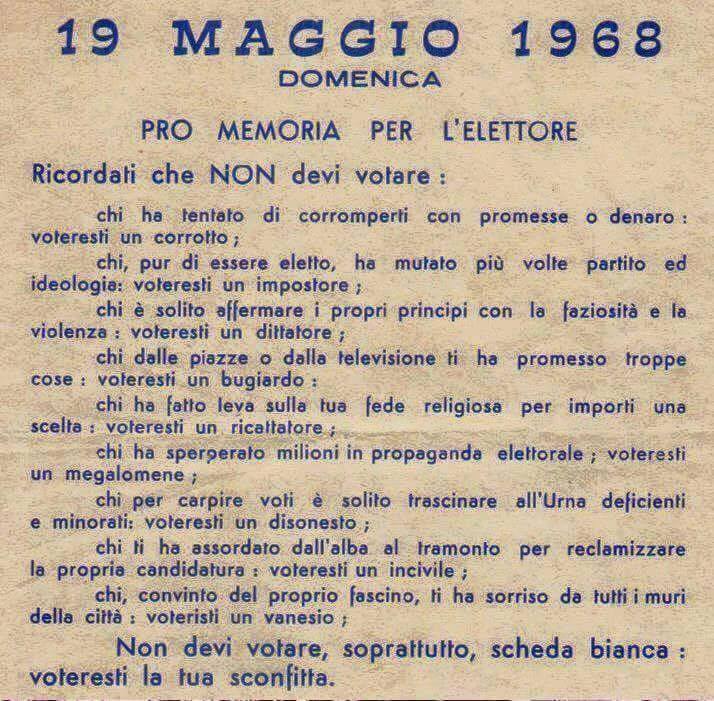 19 MAGGIO 1968
DOMENICA
PRO MEMORIA PER L'ELETTORE
Ricordati che NON devi votare :
chi ha tentato di corromperti con promesse o denaro :
voteresti un corrotto ;
chi, pur di essere eletto, ha mutato più volte partito ed
ideologia: voteresti un impostore ;
chi è solito affermare i propri principi con la faziosità e la
violenza : voteresti un dittatore ;
chi dalle piazze o dalla televisione ti ha promesso troppe
cose : voteresti un bugiardo :
chi ha fatto leva sulla tua fede religiosa per importi una
scelta : voteresti un ricattatore ;
chi ha sperperato milioni in propaganda elettorale ; voteresti
un megalomene ;
chi per carpire voti è solito trascinare all'Urna deficienti
e minorati: voteresti un disonesto ;
chi ti ha assordato dall'alba al tramonto per reclamizzare
la propria candidatura : voteresti un incivile ;
chi, convinto del proprio fascino, ti ha sorriso da tutti i muri
della città : voteristi un vanesio ;
Non devi votare, soprattutto, scheda bianca :
voteresti la tua sconfitta.